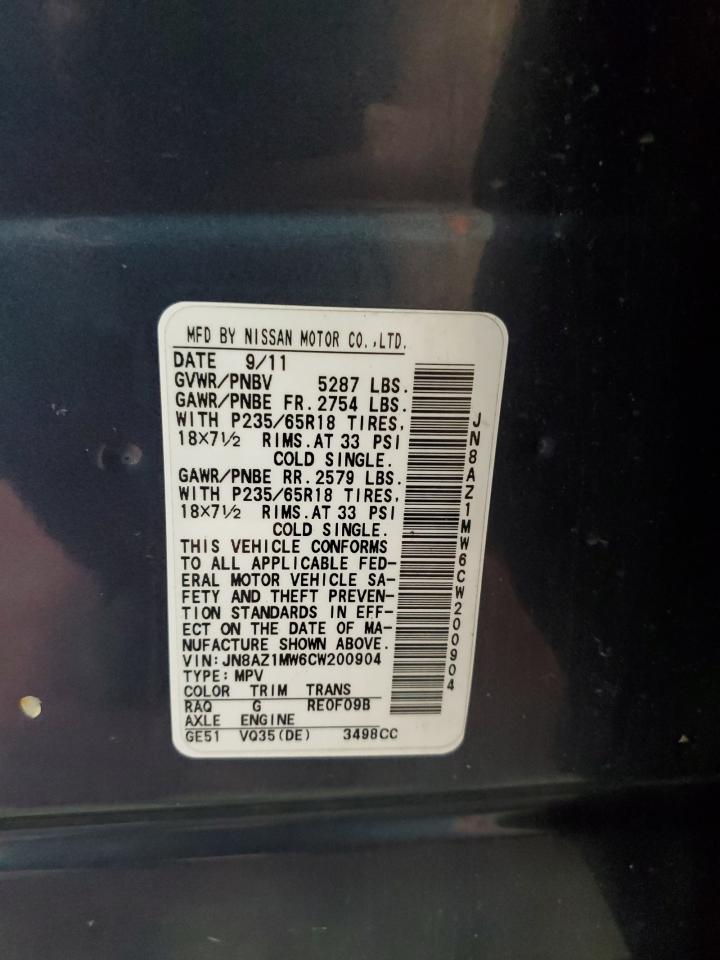 MFD BY NISSAN MOTOR CO.,LTD.
DATE 9/11
GVWR/PNBV 5287 LBS.
GAWR/PNBE FR. 2754 LBS.
WITH P235/65R18 TIRES,
18×7½ RIMS. AT 33 PSI
COLD SINGLE.
GAWR/PNBE RR. 2579 LBS.
WITH P235/65R18 TIRES,
18×7½ RIMS. AT 33 PSI
COLD SINGLE.
THIS VEHICLE CONFORMS
TO ALL APPLICABLE FED-
ERAL MOTOR VEHICLE SA-
FETY AND THEFT PREVEN-
TION STANDARDS IN EFF-
ECT ON THE DATE OF MA-
NUFACTURE SHOWN ABOVE.
VIN: JN8AZ1MW6CW200904
TYPE: MPV
COLOR TRIM TRANS
RAQ G RE0F09B
AXLE ENGINE
GE51 VQ35(DE) 3498CC
JN8AZ1MW6CW200904